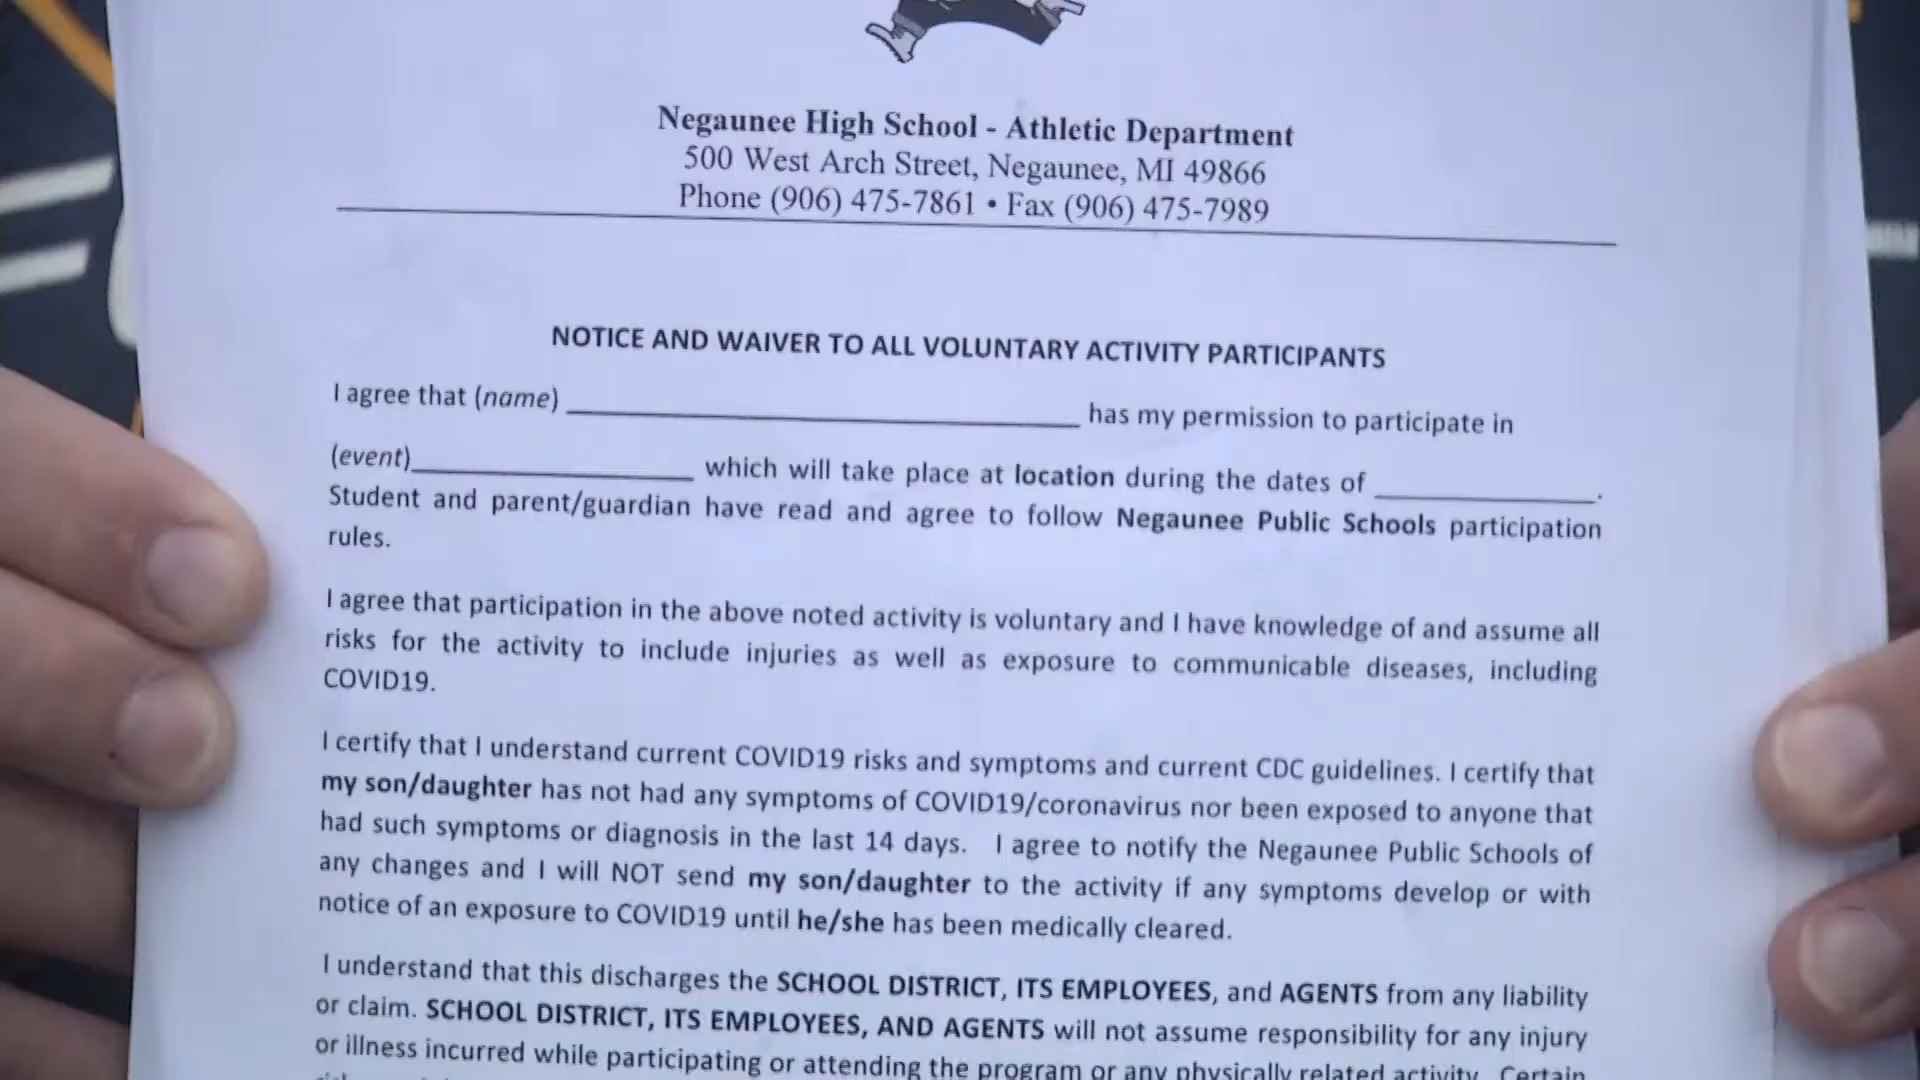 Negaunee High School - Athletic Department
500 West Arch Street, Negaunee, MI 49866
Phone (906) 475-7861 • Fax (906) 475-7989
NOTICE AND WAIVER TO ALL VOLUNTARY ACTIVITY PARTICIPANTS
I agree that (name) ____________________ has my permission to participate in
(event)____________ which will take place at location during the dates of __________.
Student and parent/guardian have read and agree to follow Negaunee Public Schools participation
rules.
I agree that participation in the above noted activity is voluntary and I have knowledge of and assume all
risks for the activity to include injuries as well as exposure to communicable diseases, including
COVID19.
I certify that I understand current COVID19 risks and symptoms and current CDC guidelines. I certify that
my son/daughter has not had any symptoms of COVID19/coronavirus nor been exposed to anyone that
had such symptoms or diagnosis in the last 14 days. I agree to notify the Negaunee Public Schools of
any changes and I will NOT send my son/daughter to the activity if any symptoms develop or with
notice of an exposure to COVID19 until he/she has been medically cleared.
I understand that this discharges the SCHOOL DISTRICT, ITS EMPLOYEES, and AGENTS from any liability
or claim. SCHOOL DISTRICT, ITS EMPLOYEES, AND AGENTS will not assume responsibility for any injury
or illness incurred while participating or attending the program or any physically related activity. Certain